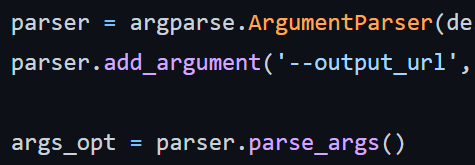 parser = argparse.ArgumentParser(de
parser.add_argument('--output_url',
args_opt = parser.parse_args()